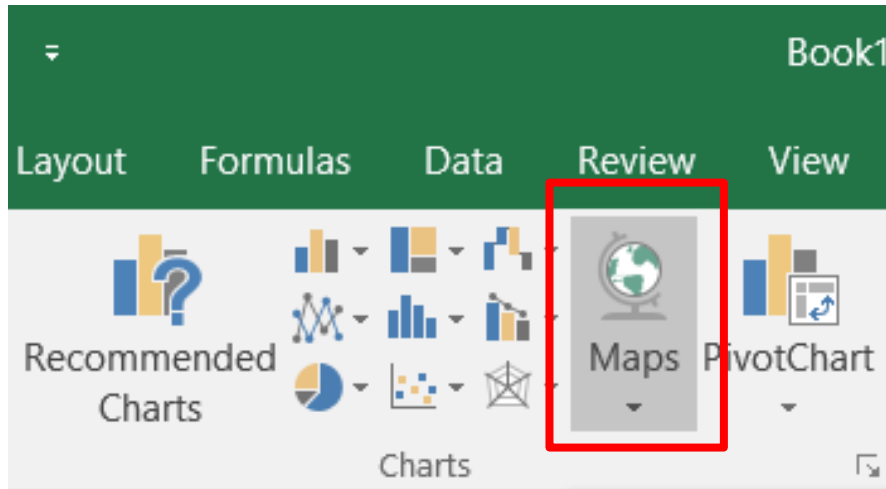 Book1
Layout Formulas Data Review View
Recommended
Charts
Maps
PivotChart
Charts